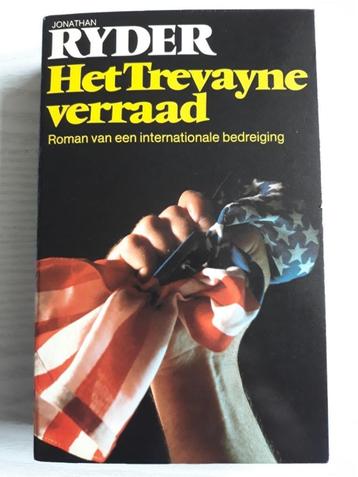 JONATHAN
RYDER
Het Trevayne
verraad
Roman van een internationale bedreiging